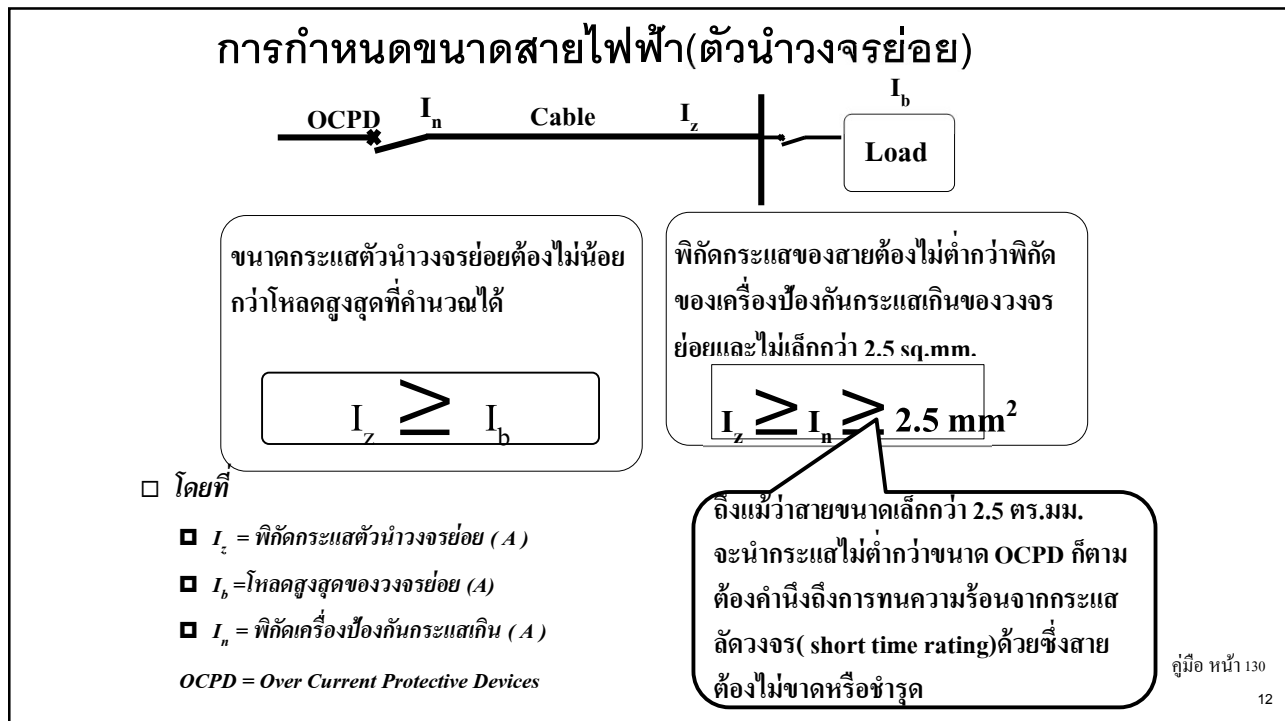 การกำหนดขนาดสายไฟฟ้า(ตัวนำวงจรย่อย)
OCPD
I_n
Cable
I_z
I_b
Load
ขนาดกระแสตัวนำวงจรย่อยต้องไม่น้อย
กว่าโหลดสูงสุดที่คำนวณได้
I_z ≥ I_b
พิกัดกระแสของสายต้องไม่ต่ำกว่าพิกัด
ของเครื่องป้องกันกระแสเกินของวงจร
ย่อยและไม่เล็กกว่า 2.5 sq.mm.
I_z ≥ I_n ≥ 2.5 mm²
□ โดยที่
I_z = พิกัดกระแสตัวนำวงจรย่อย ( A )
I_b =โหลดสูงสุดของวงจรย่อย (A)
I_n = พิกัดเครื่องป้องกันกระแสเกิน ( A )
OCPD = Over Current Protective Devices
ถึงแม้ว่าสายขนาดเล็กกว่า 2.5 ตร.มม.
จะนำกระแสไม่ต่ำกว่าขนาด OCPD ก็ตาม
ต้องคำนึงถึงการทนความร้อนจากกระแส
ลัดวงจร( short time rating)ด้วยซึ่งสาย
ต้องไม่ขาดหรือชำรุด
คู่มือ หน้า 130
12